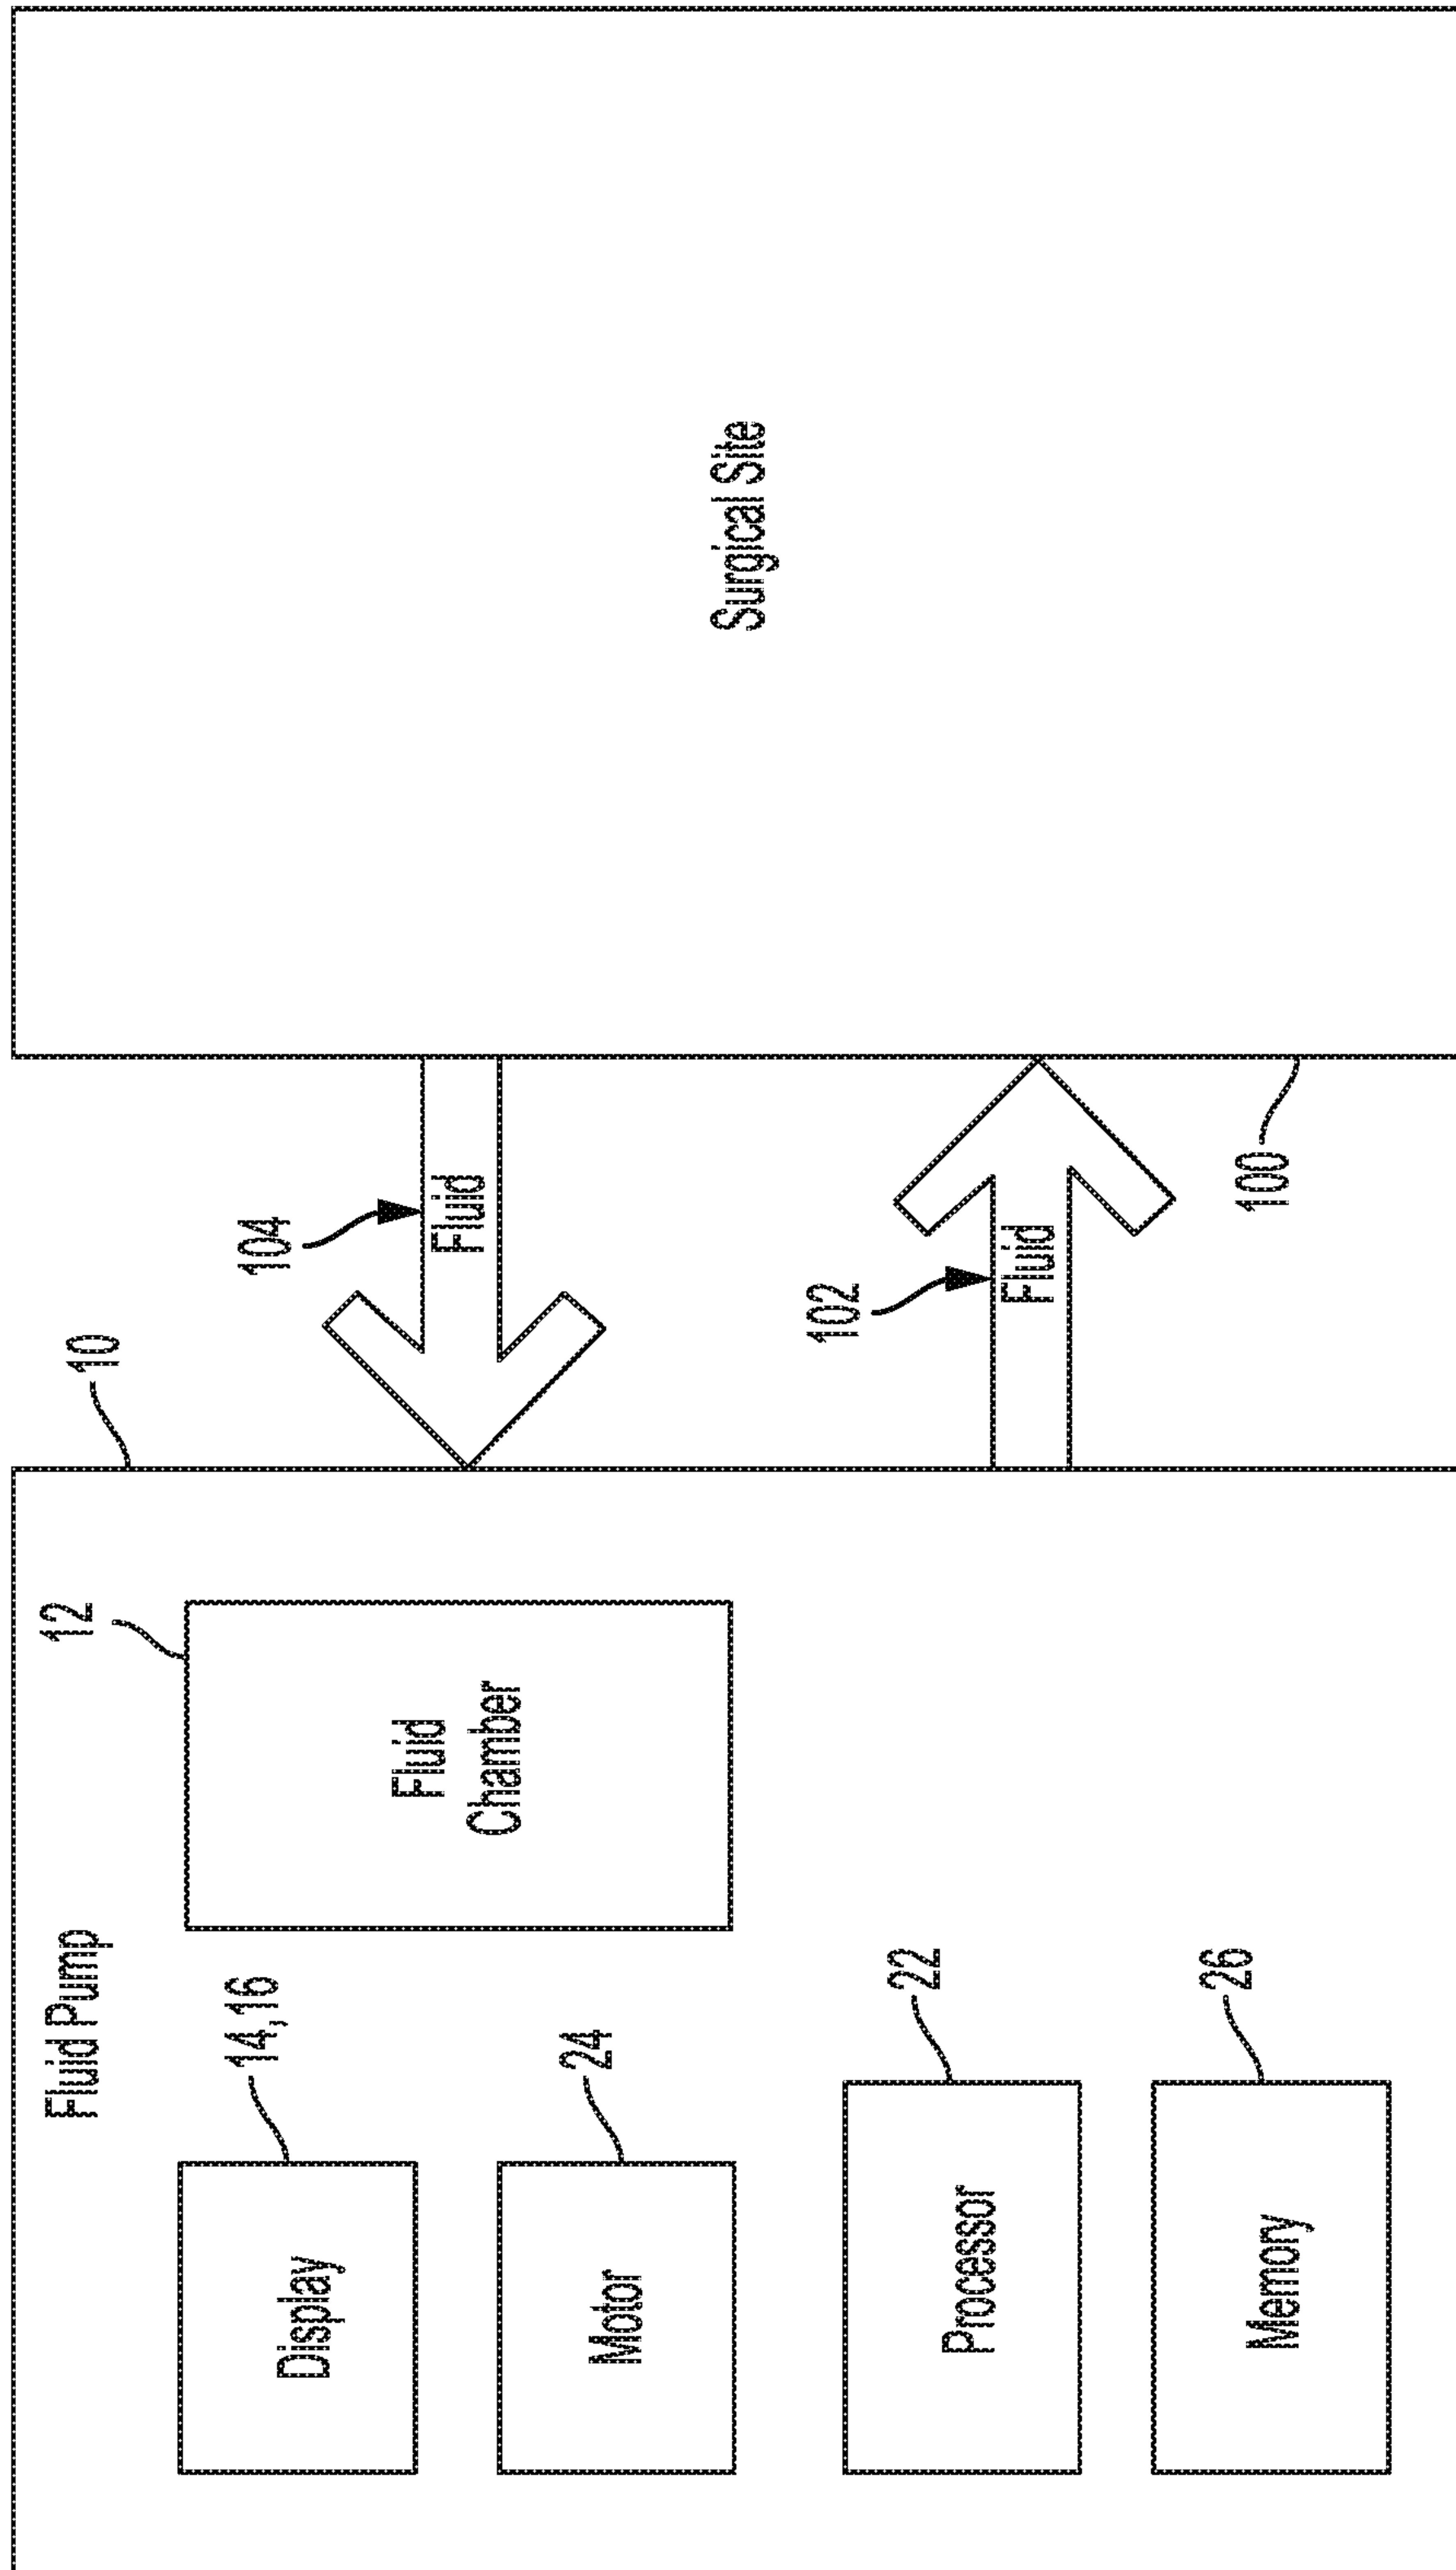 Fluid Pump
12
10
14,16
Display
24
Motor
Fluid
Chamber
22
Processor
26
Memory
104
Fluid
102
Fluid
100
Surgical Site